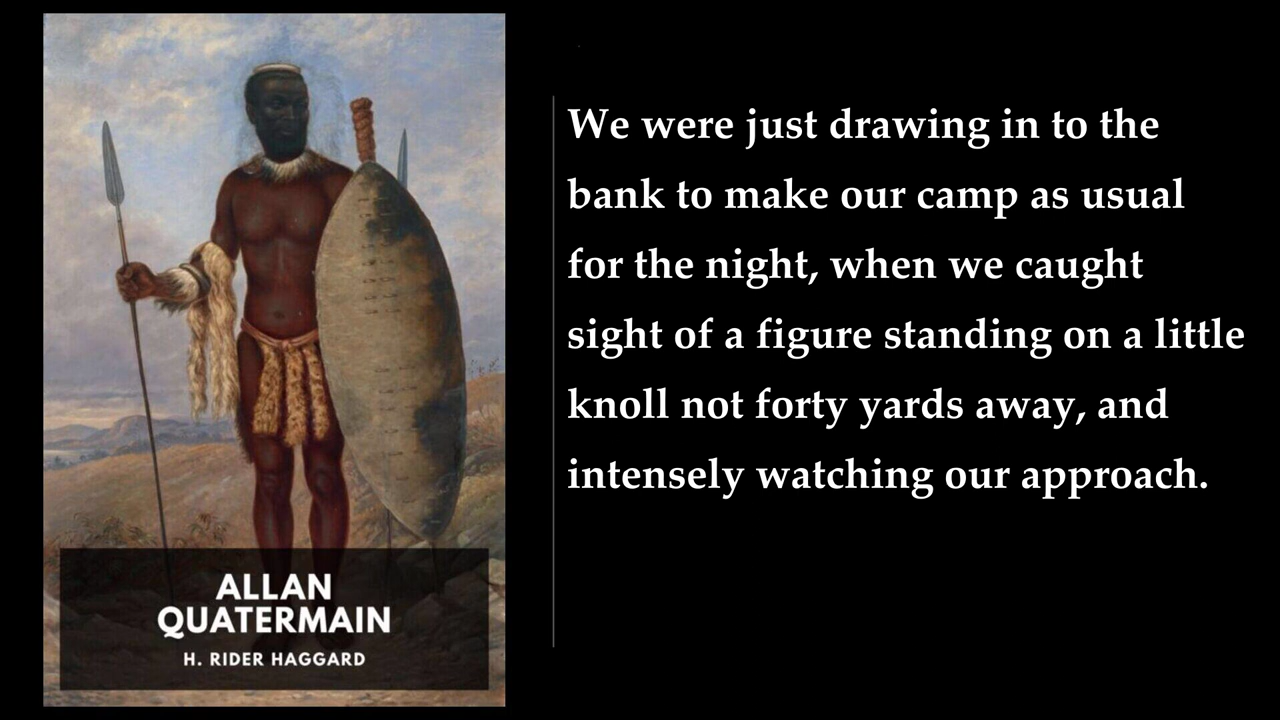 We were just drawing in to the
bank to make our camp as usual
for the night, when we caught
sight of a figure standing on a little
knoll not forty yards away, and
intensely watching our approach.
ALLAN
QUATERMAIN
H. RIDER HAGGARD